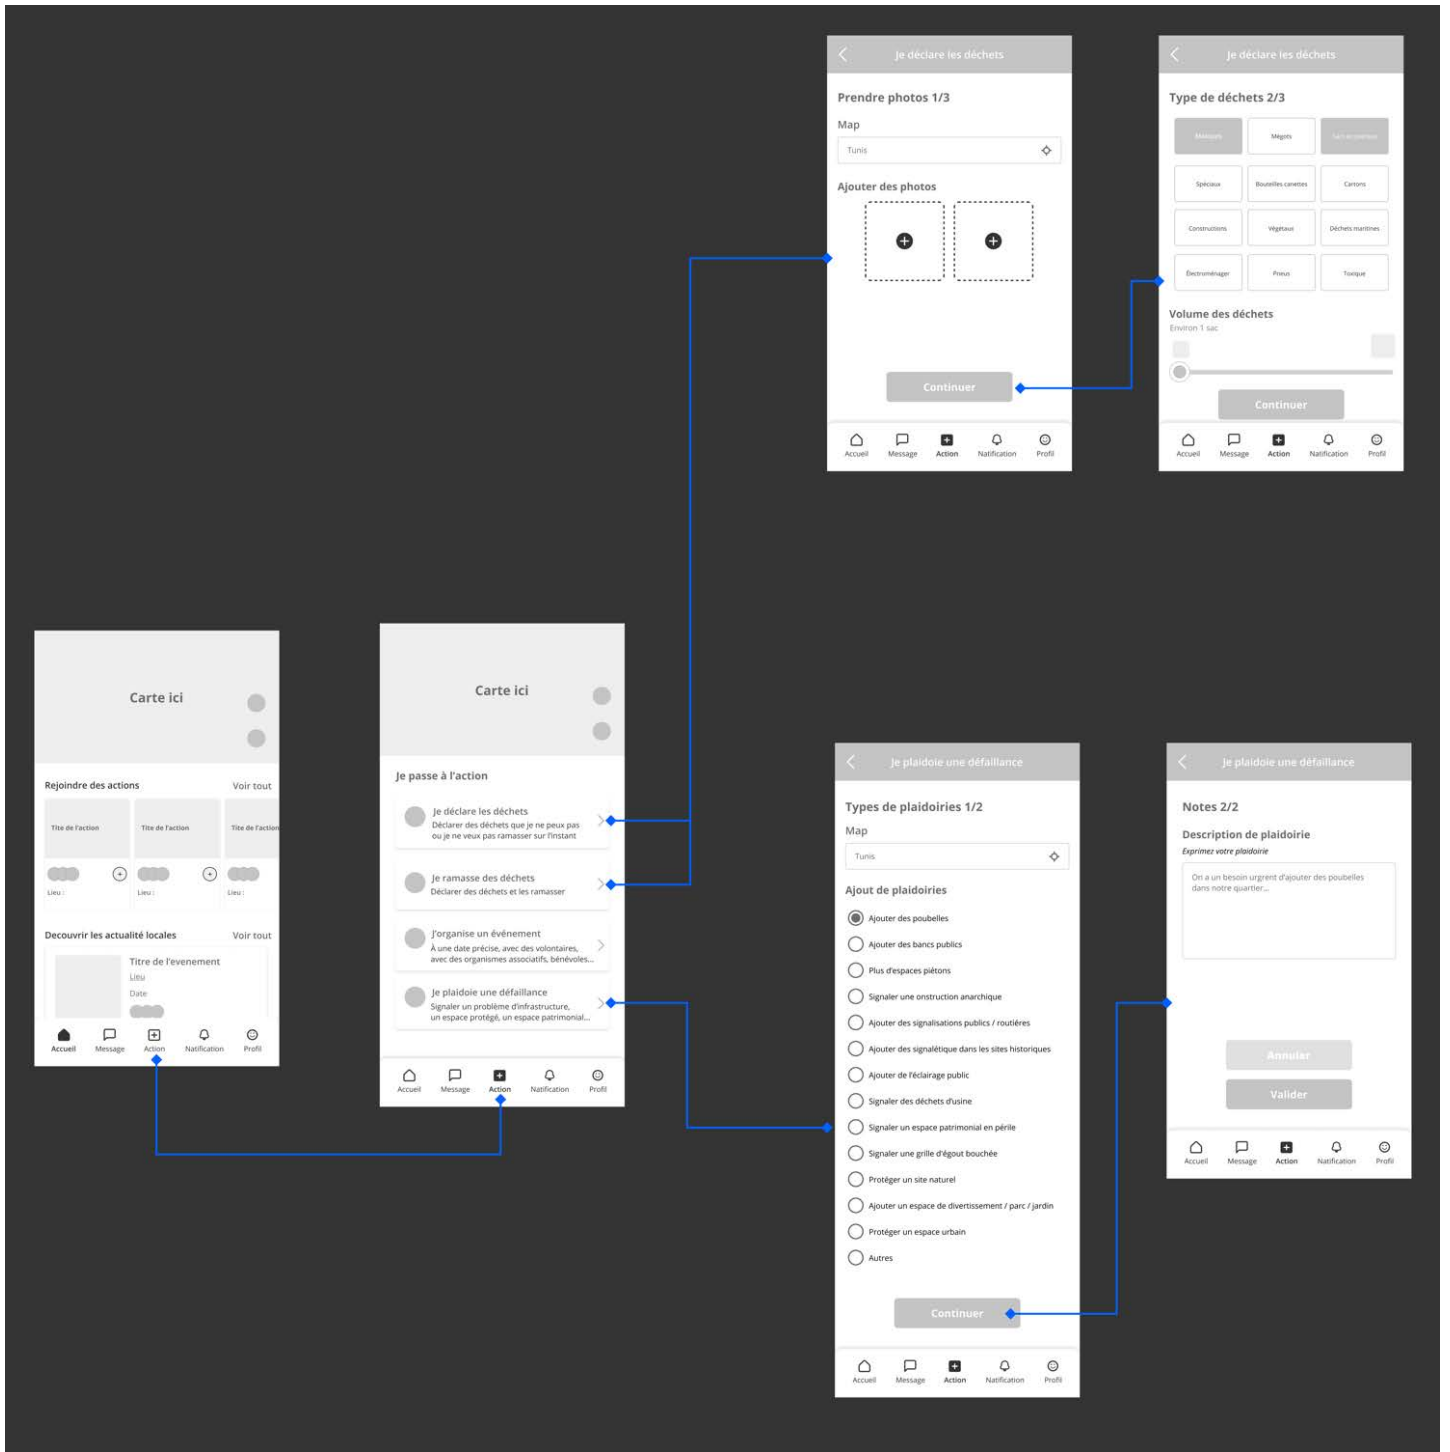 Je déclare les déchets
Prendre photos 1/3
Map
Tunis
Ajouter des photos
Continuer
Accueil Message Action Natification Profil
Je déclare les déchets
Type de déchets 2/3
Mégots
Spéciaux Bouteilles canettes Cartons
Constructions Végétaux Déchets maritimes
Électroménager Pneus Toxique
Volume des déchets
Environ 1 sac
Continuer
Accueil Message Action Natification Profil
Carte ici
Rejoindre des actions Voir tout
Tite de l'action Tite de l'action Tite de l'action
Lieu : Lieu : Lieu :
Decouvrir les actualité locales Voir tout
Titre de l'evenement
Lieu
Date
Accueil Message Action Natification Profil
Carte ici
Je passe à l'action
Je déclare les déchets
Déclarer des déchets que je ne peux pas
ou je ne veux pas ramasser sur l'instant
Je ramasse des déchets
Déclarer des déchets et les ramasser
J'organise un événement
À une date précise, avec des volontaires,
avec des organismes associatifs, bénévoles...
Je plaidoie une défaillance
Signaler un problème d'infrastructure,
un espace protégé, un espace patrimonial...
Accueil Message Action Natification Profil
Je plaidoie une défaillance
Types de plaidoiries 1/2
Map
Tunis
Ajout de plaidoiries
Ajouter des poubelles
Ajouter des bancs publics
Plus d'espaces piétons
Signaler une onstruction anarchique
Ajouter des signalisations publics / routiéres
Ajouter des signalétique dans les sites historiques
Ajouter de l'éclairage public
Signaler des déchets d'usine
Signaler un espace patrimonial en périle
Signaler une grille d'égout bouchée
Protéger un site naturel
Ajouter un espace de divertissement / parc / jardin
Protéger un espace urbain
Autres
Continuer
Accueil Message Action Natification Profil
Je plaidoie une défaillance
Notes 2/2
Description de plaidoirie
Exprimez votre plaidoirie
On a un besoin urgrent d'ajouter des poubelles
dans notre quartier...
Annuler
Valider
Accueil Message Action Natification Profil